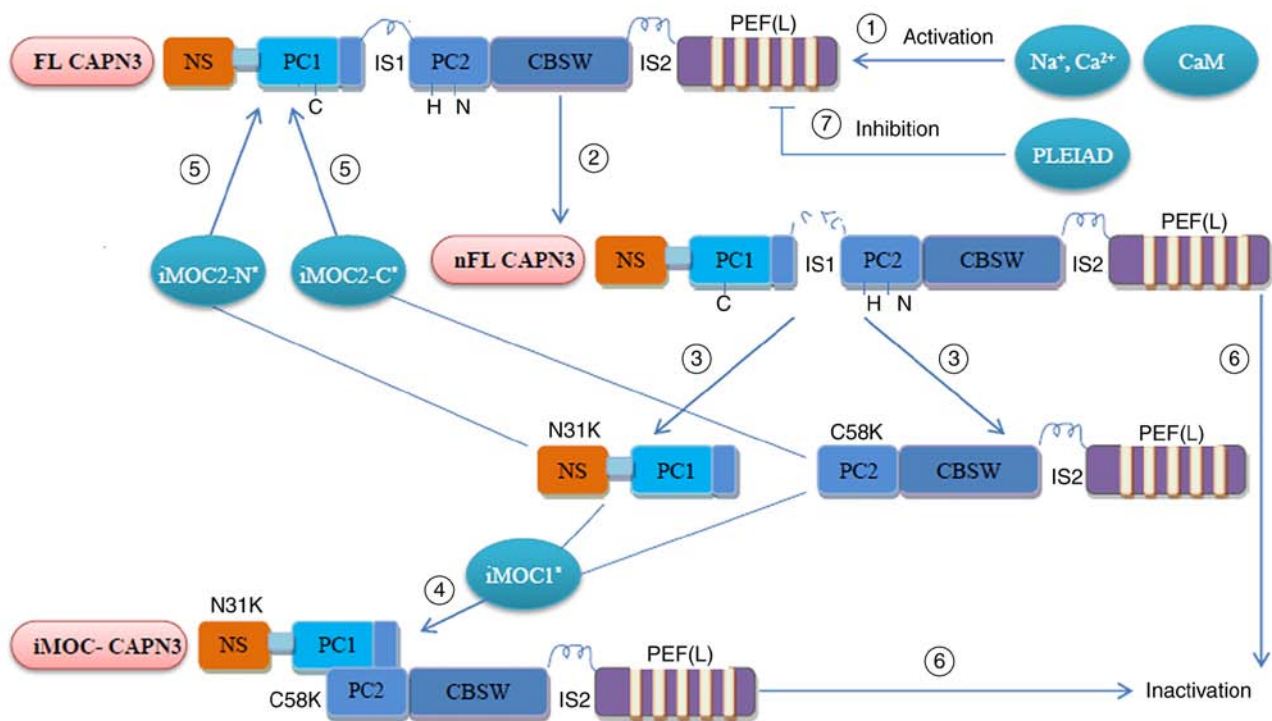 FL CAPN3 NS PC1 IS1 PC2 CBSW IS2 PEF(L)
C H N
① Activation Na⁺, Ca²⁺ CaM
⑦ Inhibition PLEIAD
⑤ ⑤ ②
iMOC2-N* iMOC2-C*
nFL CAPN3 NS PC1 IS1 PC2 CBSW IS2 PEF(L)
C H N
③ ③ ⑥
N31K
NS PC1
C58K
PC2 CBSW IS2 PEF(L)
iMOC1*
④
iMOC- CAPN3
N31K
NS PC1
C58K PC2 CBSW IS2 PEF(L)
⑥ Inactivation